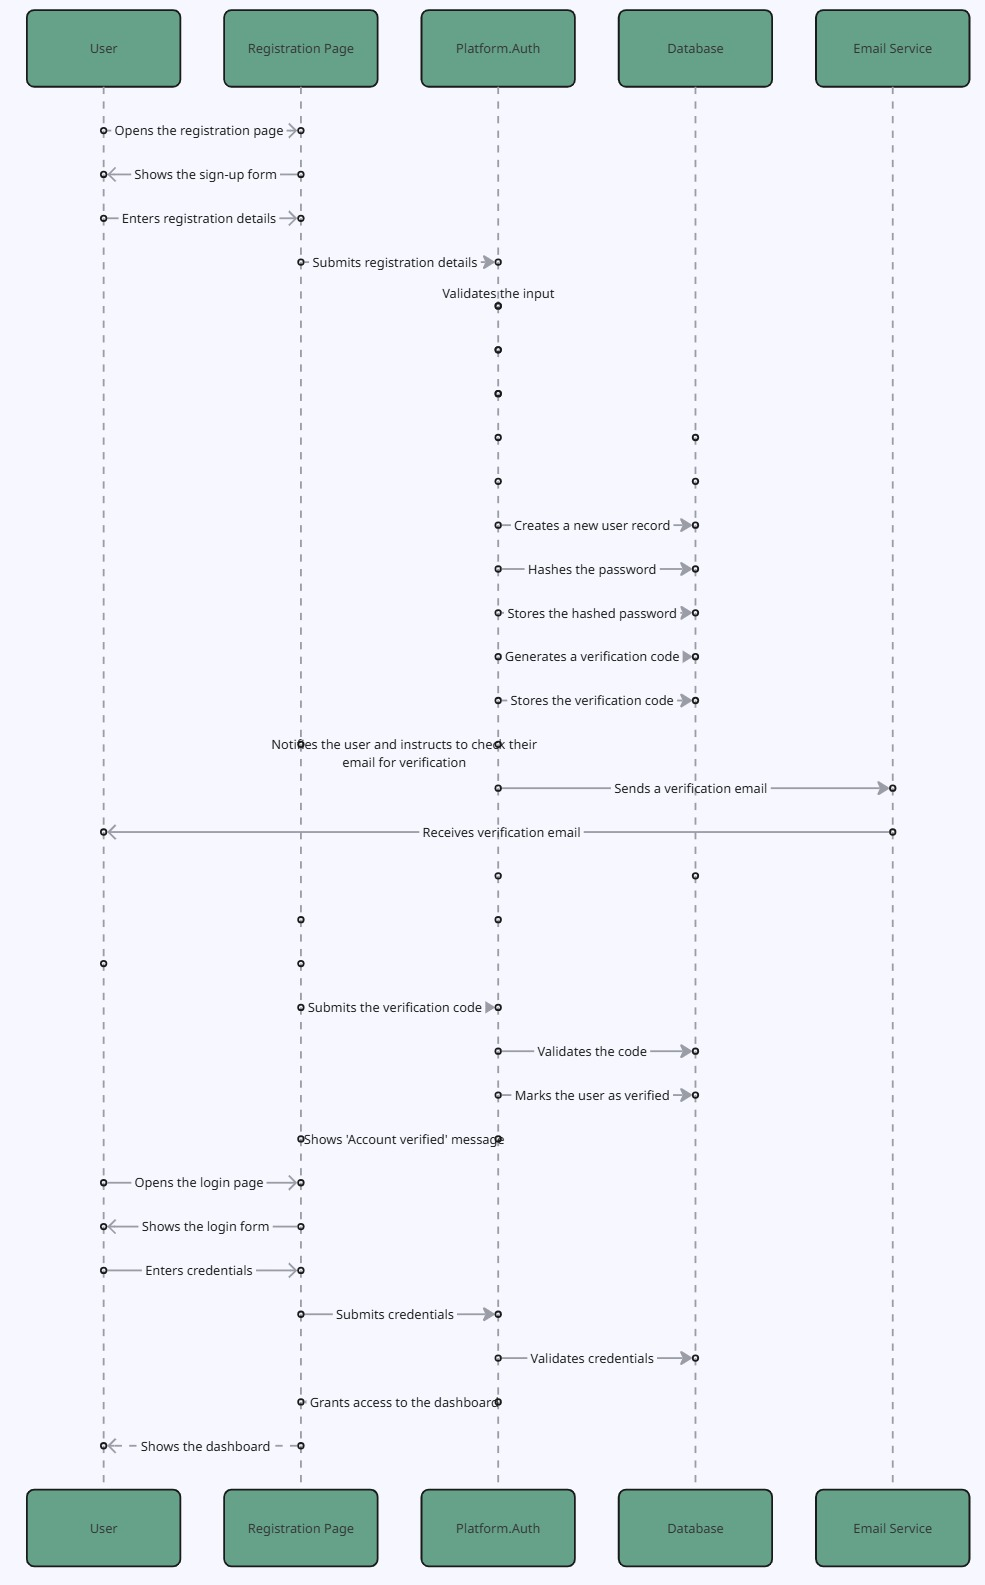 User
Registration Page
Platform.Auth
Database
Email Service
Opens the registration page
Shows the sign-up form
Enters registration details
Submits registration details
Validates the input
Creates a new user record
Hashes the password
Stores the hashed password
Generates a verification code
Stores the verification code
Notifies the user and instructs to check their
email for verification
Sends a verification email
Receives verification email
Submits the verification code
Validates the code
Marks the user as verified
Shows 'Account verified' message
Opens the login page
Shows the login form
Enters credentials
Submits credentials
Validates credentials
Grants access to the dashboard
Shows the dashboard
User
Registration Page
Platform.Auth
Database
Email Service